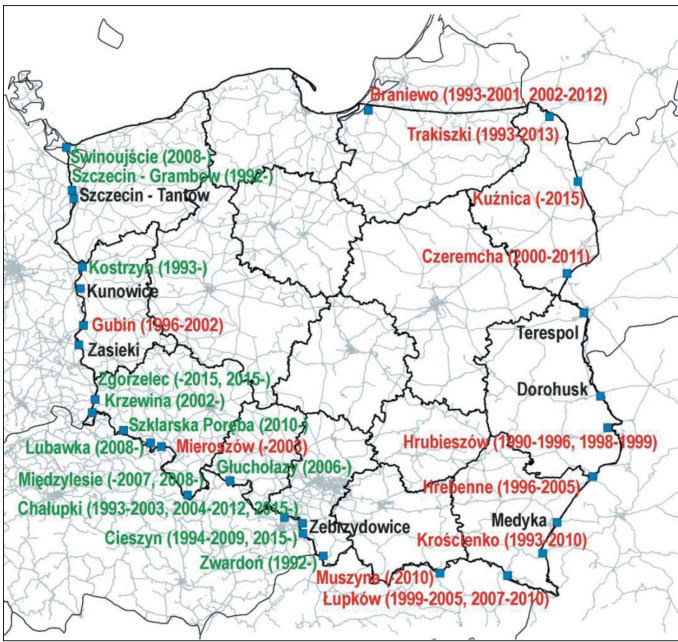 Braniewo (1993-2001, 2002-2012)
Trakiszki (1993-2013)
Świnoujście (2008-)
Szczecin - Grambow (1992-)
Szczecin - Tantow
Kuźnica (-2015)
Czeremcha (2000-2011)
Kostrzyn (1993-)
Kunowice
Gubin (1996-2002)
Terespol
Zasieki
Zgorzelec (-2015, 2015-)
Dorohusk
Krzewina (2002-)
Szklarska Poręba (2010-)
Hrubieszów (1990-1996, 1998-1999)
Lubawka (2008-)
Mieroszów (-2003)
Głuchołazy (2006-)
Międzylesie (-2007, 2008-)
Hrebenne (1996-2005)
Chałupki (1993-2003, 2004-2012, 2015-)
Zebrzydowice
Medyka
Cieszyn (1994-2009, 2015-)
Krościenko (1993-2010)
Zwardoń (1992-)
Muszyna (-2010)
Łupków (1999-2005, 2007-2010)